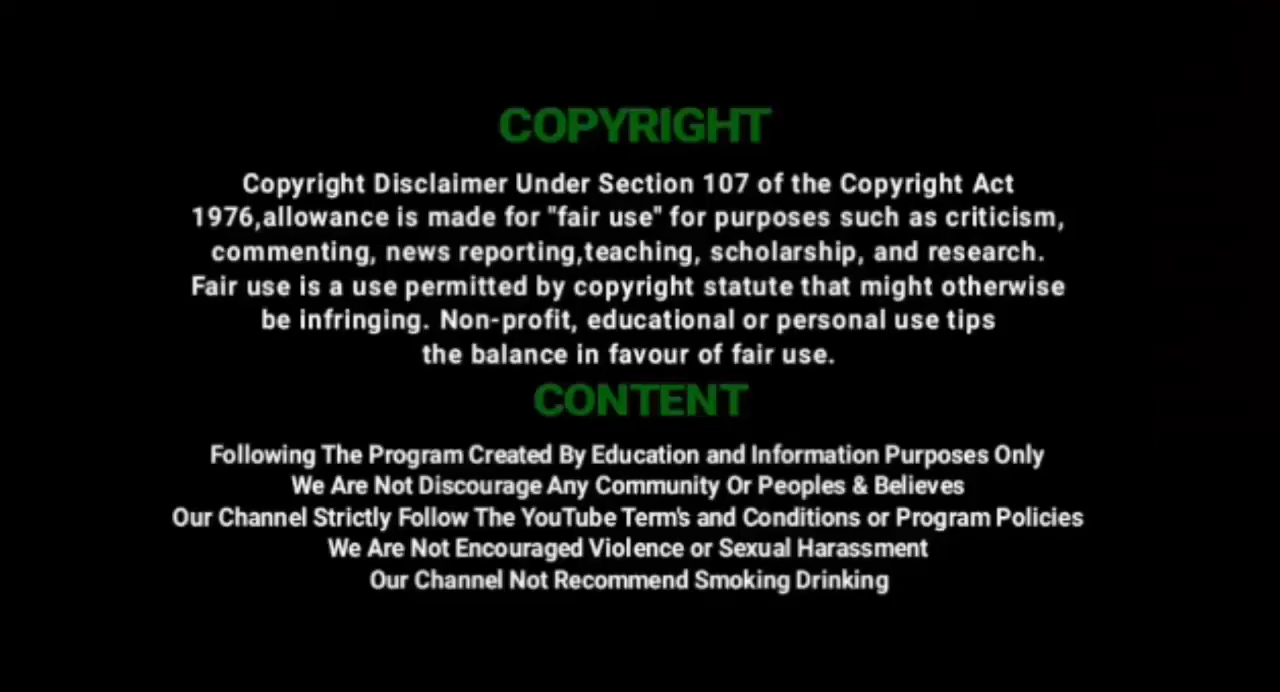 COPYRIGHT
Copyright Disclaimer Under Section 107 of the Copyright Act
1976,allowance is made for "fair use" for purposes such as criticism,
commenting, news reporting,teaching, scholarship, and research.
Fair use is a use permitted by copyright statute that might otherwise
be infringing. Non-profit, educational or personal use tips
the balance in favour of fair use.
CONTENT
Following The Program Created By Education and Information Purposes Only
We Are Not Discourage Any Community Or Peoples & Believes
Our Channel Strictly Follow The YouTube Term's and Conditions or Program Policies
We Are Not Encouraged Violence or Sexual Harassment
Our Channel Not Recommend Smoking Drinking